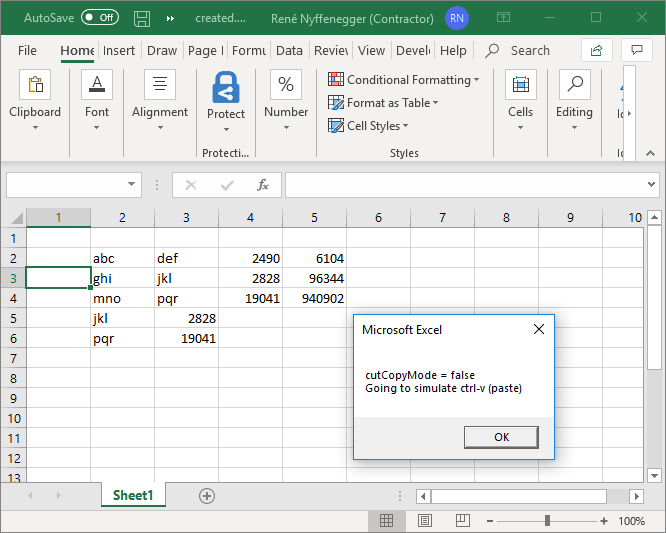 AutoSave Off created.... René Nyffenegger (Contractor) RN
File Home Insert Draw Page Formu Data Review View Develo Help Search
Clipboard Font Alignment Protect Number Conditional Formatting Cells Editing
Format as Table
Cell Styles
Protecti... Styles
fx
1 2 3 4 5 6 7 8 9 10
1
2 abc def 2490 6104
3 ghi jkl 2828 96344
4 mno pqr 19041 940902
5 jkl 2828
6 pqr 19041
7
8
9
10
11
12
13
Microsoft Excel
cutCopyMode = false
Going to simulate ctrl-v (paste)
OK
Sheet1
100%